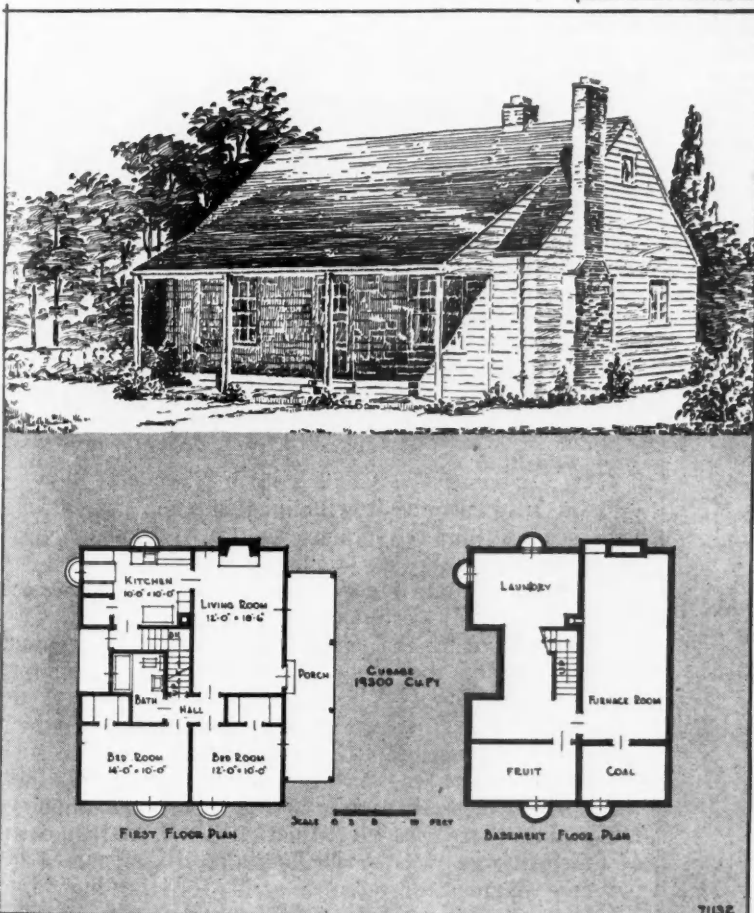 KITCHEN
10'-0" = 10'-0"
LIVING ROOM
12'-0" = 18'-6"
PORCH
BATH
HALL
BED ROOM
14'-0" = 10'-0"
BED ROOM
12'-0" = 10'-0"
FIRST FLOOR PLAN
CUBAGE
19300 CU.FT
SCALE
FEET
LAUNDRY
FURNACE ROOM
FRUIT
COAL
BASEMENT FLOOR PLAN